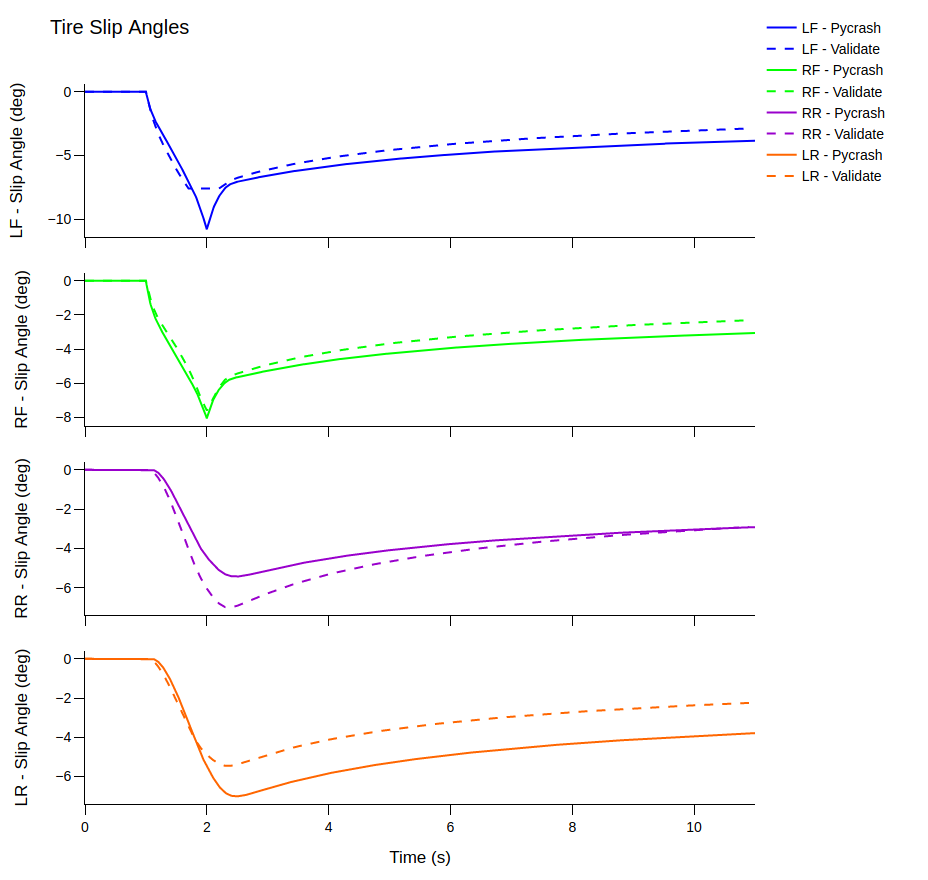 Tire Slip Angles
LF - Pycrash
LF - Validate
RF - Pycrash
RF - Validate
RR - Pycrash
RR - Validate
LR - Pycrash
LR - Validate
LF - Slip Angle (deg)
0
−5
−10
RF - Slip Angle (deg)
0
−2
−4
−6
−8
RR - Slip Angle (deg)
0
−2
−4
−6
LR - Slip Angle (deg)
0
−2
−4
−6
0 2 4 6 8 10
Time (s)